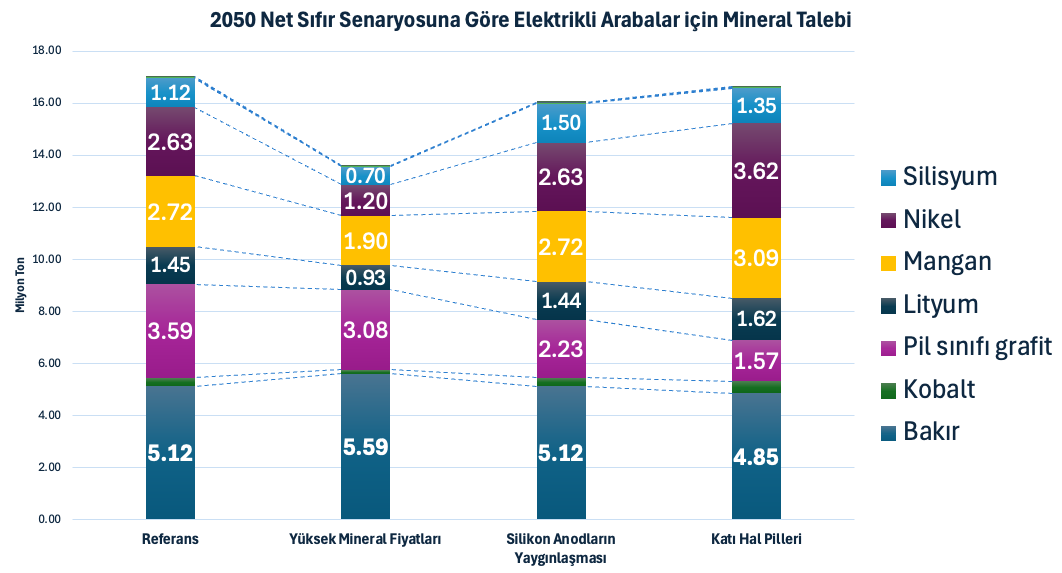 2050 Net Sıfır Senaryosuna Göre Elektrikli Arabalar için Mineral Talebi
18.00
16.00
14.00
12.00
10.00
8.00
6.00
4.00
2.00
0.00
Milyon Ton
1.12
2.63
2.72
1.45
3.59
5.12
0.70
1.20
1.90
0.93
3.08
5.59
1.50
2.63
2.72
1.44
2.23
5.12
1.35
3.62
3.09
1.62
1.57
4.85
Referans
Yüksek Mineral Fiyatları
Silikon Anodların
Yaygınlaşması
Katı Hal Pilleri
Silisyum
Nikel
Mangan
Lityum
Pil sınıfı grafit
Kobalt
Bakır